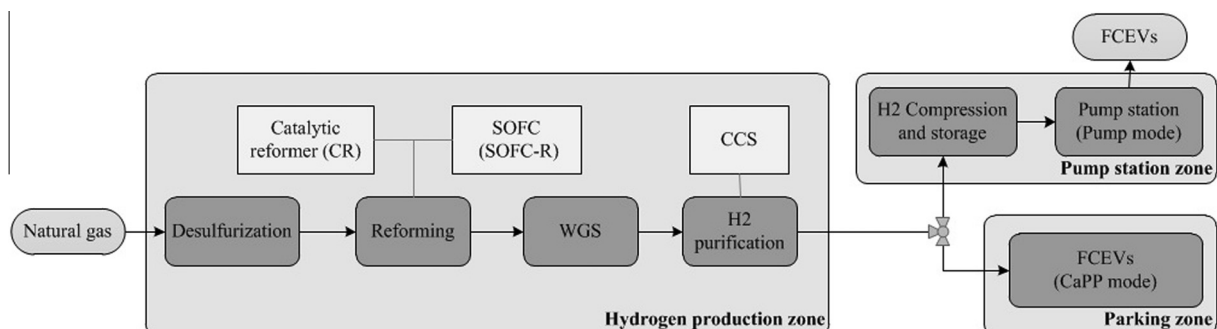 FCEVs
Catalytic
reformer (CR)
SOFC
(SOFC-R)
CCS
H2 Compression
and storage
Pump station
(Pump mode)
Pump station zone
Natural gas
Desulfurization
Reforming
WGS
H2
purification
FCEVs
(CaPP mode)
Hydrogen production zone
Parking zone